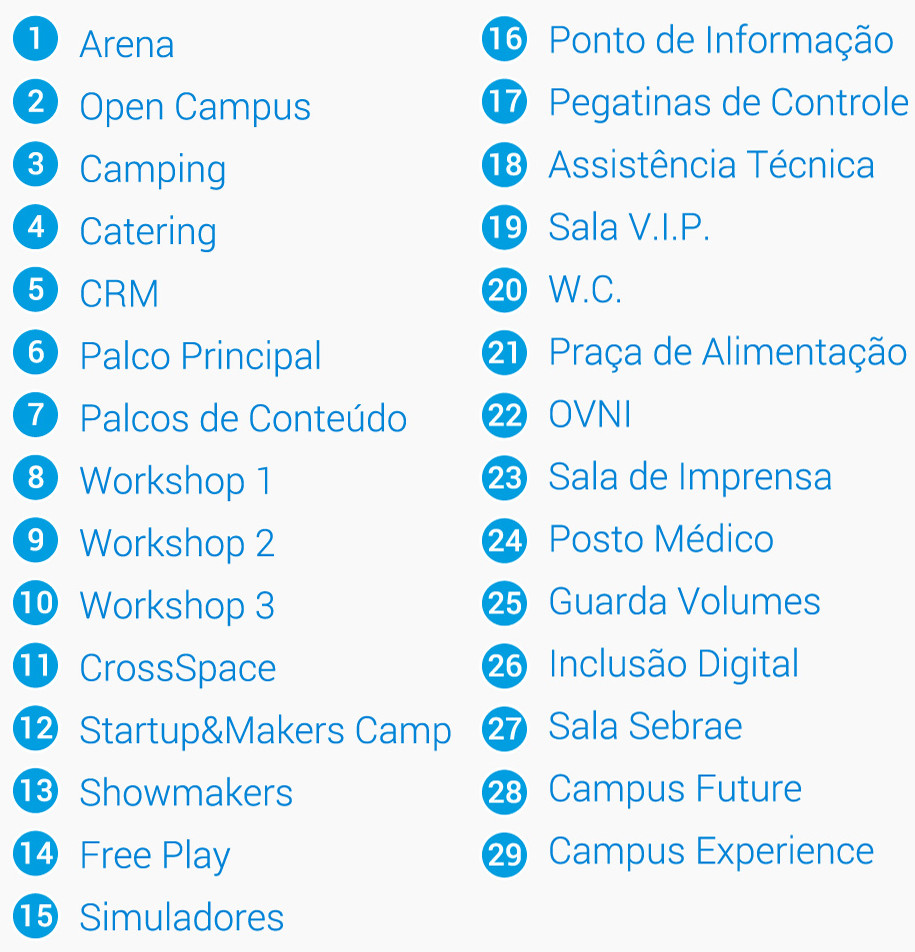 1 Arena
2 Open Campus
3 Camping
4 Catering
5 CRM
6 Palco Principal
7 Palcos de Conteúdo
8 Workshop 1
9 Workshop 2
10 Workshop 3
11 CrossSpace
12 Startup&Makers Camp
13 Showmakers
14 Free Play
15 Simuladores
16 Ponto de Informação
17 Pegatinas de Controle
18 Assistência Técnica
19 Sala V.I.P.
20 W.C.
21 Praça de Alimentação
22 OVNI
23 Sala de Imprensa
24 Posto Médico
25 Guarda Volumes
26 Inclusão Digital
27 Sala Sebrae
28 Campus Future
29 Campus Experience